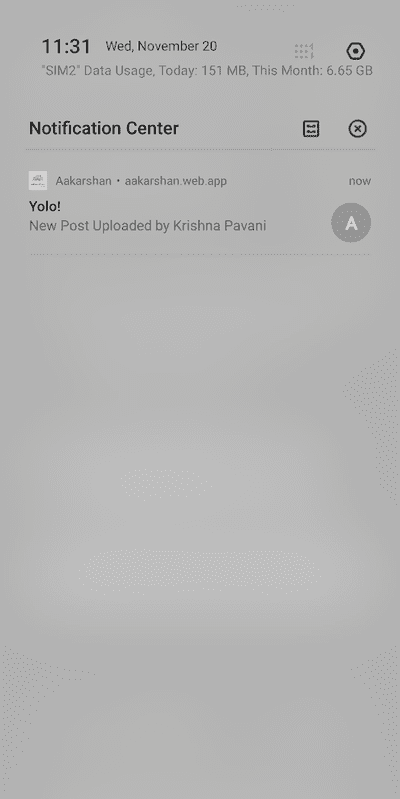 11:31 Wed, November 20
"SIM2" Data Usage, Today: 151 MB, This Month: 6.65 GB
Notification Center
Aakarshan • aakarshan.web.app now
Yolo!
New Post Uploaded by Krishna Pavani
A